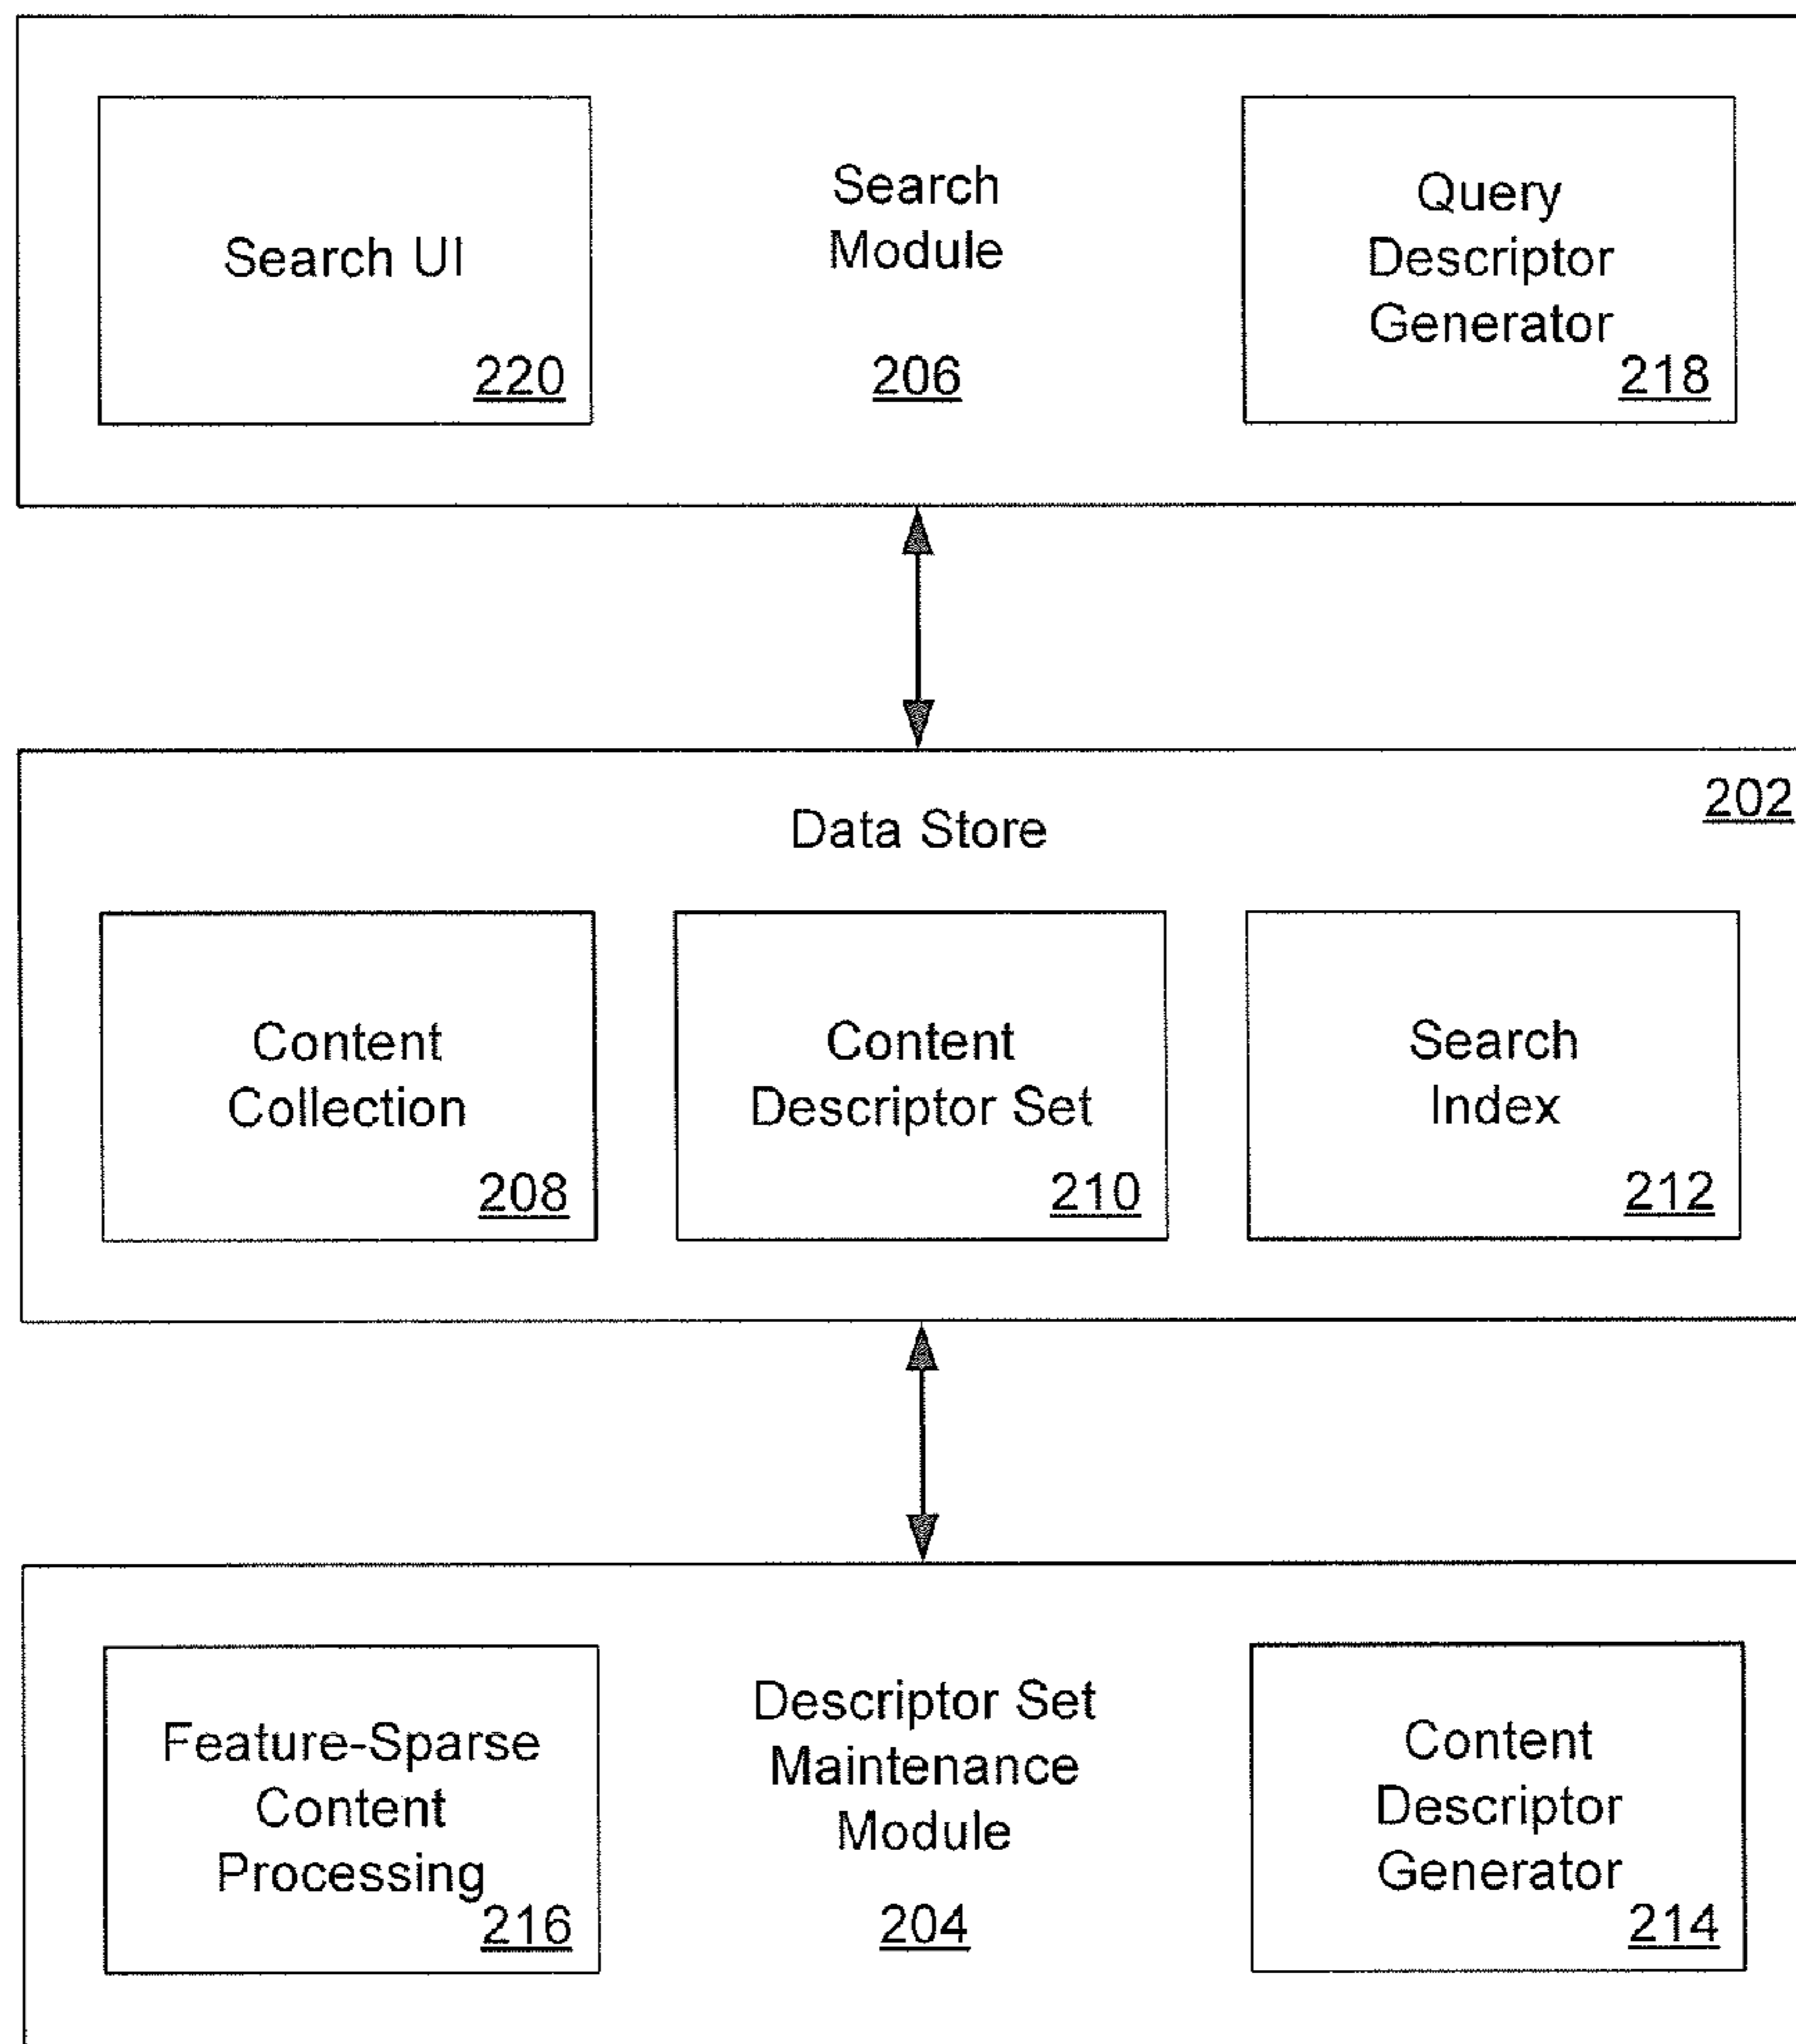 Search UI
220
Search
Module
206
Query
Descriptor
Generator
218
202
Data Store
Content
Collection
208
Content
Descriptor Set
210
Search
Index
212
Feature-Sparse
Content
Processing
216
Descriptor Set
Maintenance
Module
204
Content
Descriptor
Generator
214